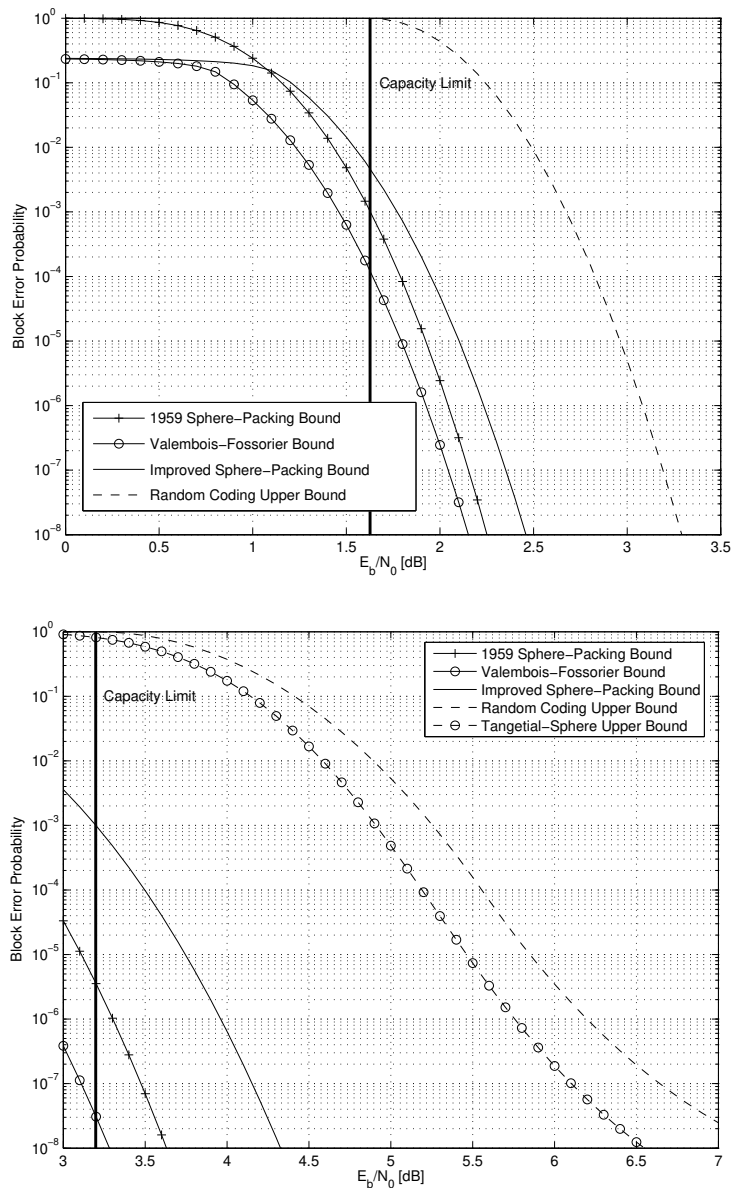 10^0
10^-1
10^-2
10^-3
10^-4
10^-5
10^-6
10^-7
10^-8
Block Error Probability
Capacity Limit
1959 Sphere−Packing Bound
Valembois−Fossorier Bound
Improved Sphere−Packing Bound
Random Coding Upper Bound
0 0.5 1 1.5 2 2.5 3 3.5
E_b/N_0 [dB]
10^0
10^-1
10^-2
10^-3
10^-4
10^-5
10^-6
10^-7
10^-8
Block Error Probability
Capacity Limit
1959 Sphere−Packing Bound
Valembois−Fossorier Bound
Improved Sphere−Packing Bound
Random Coding Upper Bound
Tangetial−Sphere Upper Bound
3 3.5 4 4.5 5 5.5 6 6.5 7
E_b/N_0 [dB]